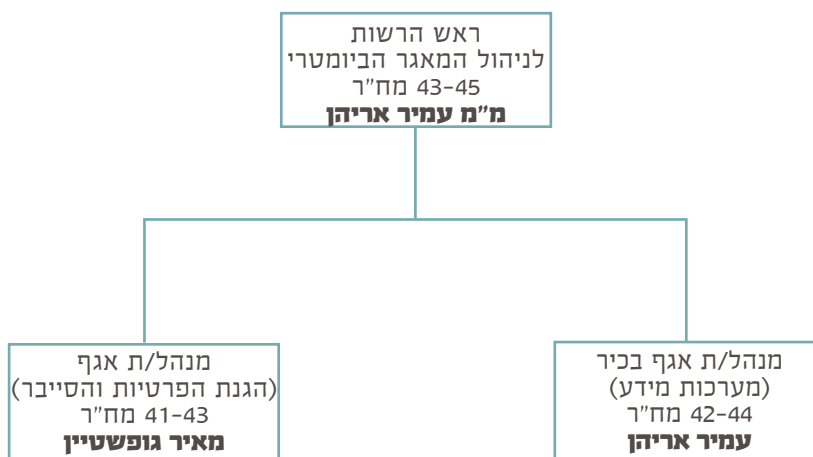 ראש הרשות
לניהול המאגר הביומטרי
43-45 מח"ר
מ"מ עמיר אריהן
מנהל/ת אגף בכיר
(מערכות מידע)
42-44 מח"ר
עמיר אריהן
מנהל/ת אגף
(הגנת הפרטיות והסייבר)
41-43 מח"ר
מאיר גופשטיין